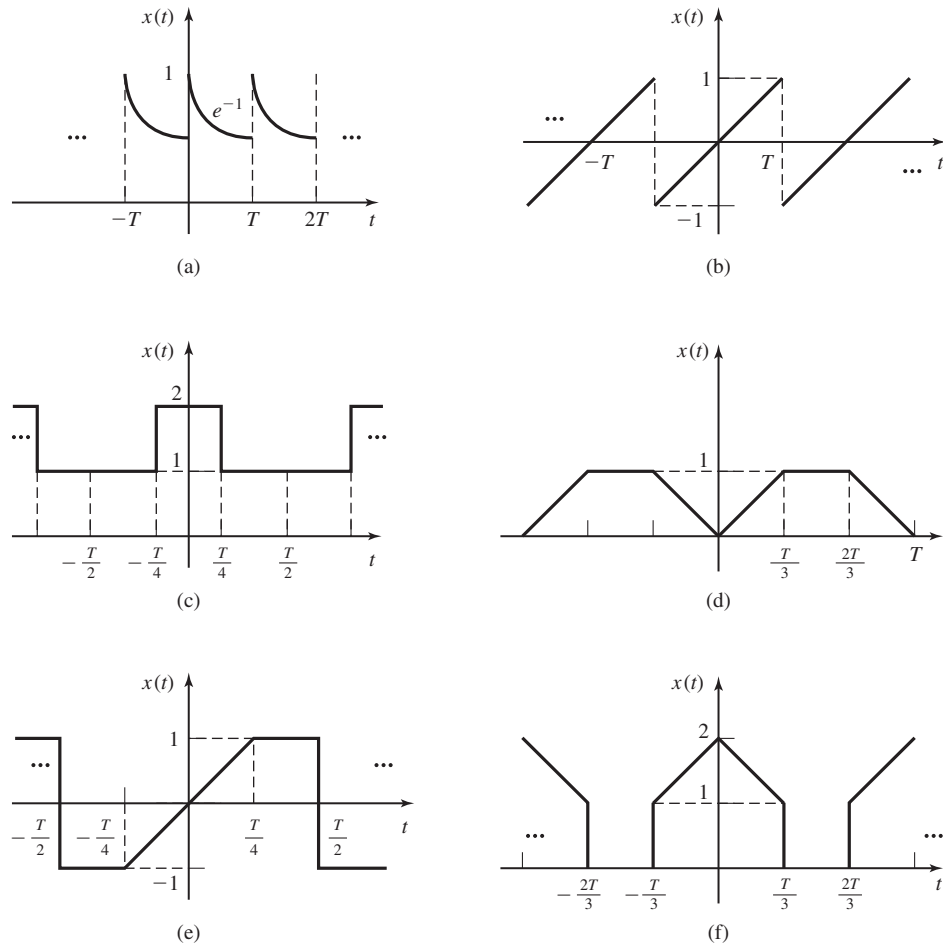 x(t)
1
e⁻¹
...
...
−T
T
2T
t
(a)
x(t)
1
...
−T
T
t
...
−1
(b)
x(t)
2
...
...
1
−T/2
−T/4
T/4
T/2
t
(c)
x(t)
1
T/3
2T/3
T
t
(d)
x(t)
1
...
...
−T/2
−T/4
T/4
T/2
t
−1
(e)
x(t)
2
1
...
...
−2T/3
−T/3
T/3
2T/3
t
(f)